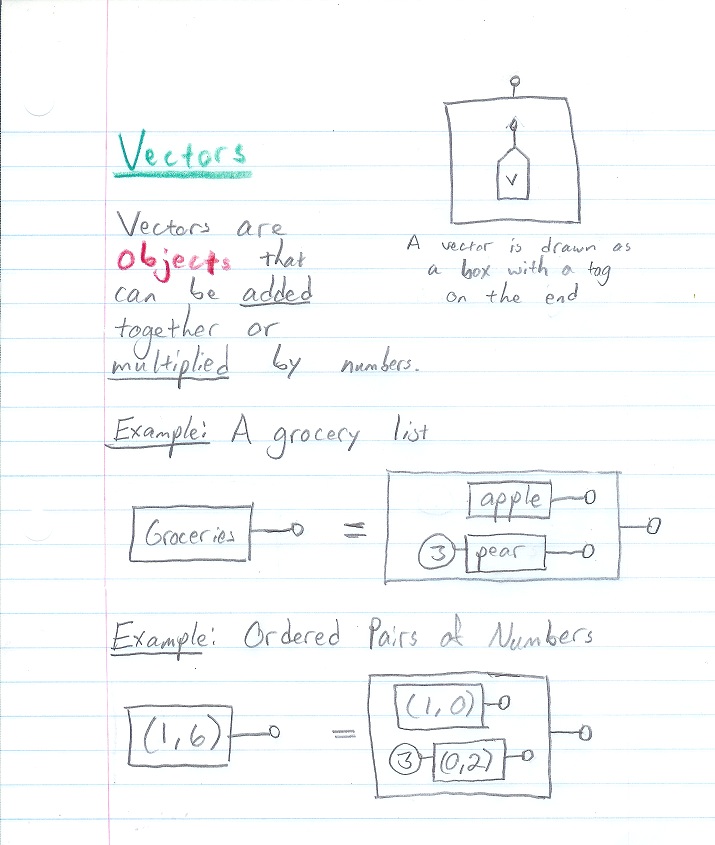 Vectors
V
A vector is drawn as
a box with a tag
on the end
Vectors are
objects that
can be added
together or
multiplied by numbers.
Example: A grocery list
Groceries = apple
3 pear
Example: Ordered Pairs of Numbers
(1,6) = (1,0)
3 (0,2)